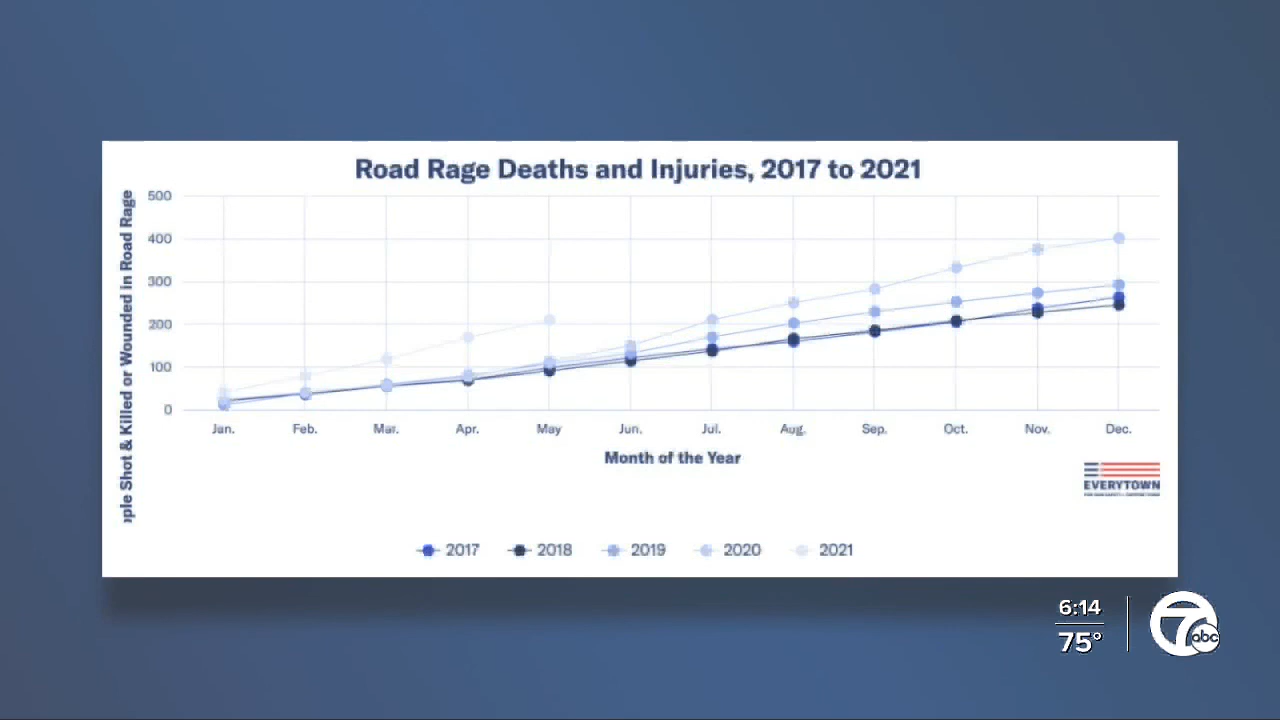 Road Rage Deaths and Injuries, 2017 to 2021
ple Shot & Killed or Wounded in Road Rage
500
400
300
200
100
0
Jan. Feb. Mar. Apr. May Jun. Jul. Aug. Sep. Oct. Nov. Dec.
Month of the Year
EVERYTOWN
2017 2018 2019 2020 2021
6:14
75°
7 abc